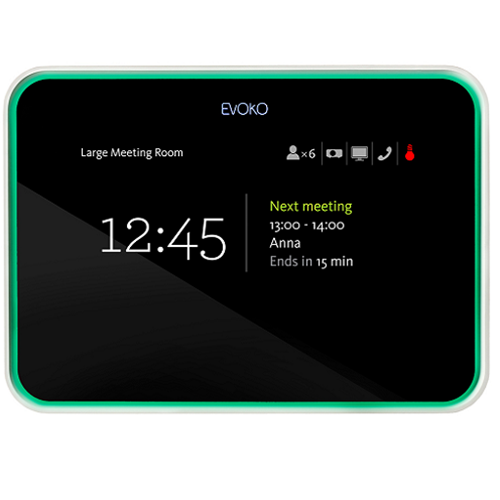 EVOKO
Large Meeting Room
×6
12:45
Next meeting
13:00 - 14:00
Anna
Ends in 15 min